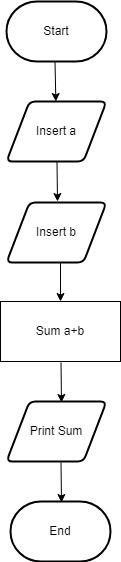 Start
Insert a
Insert b
Sum a+b
Print Sum
End